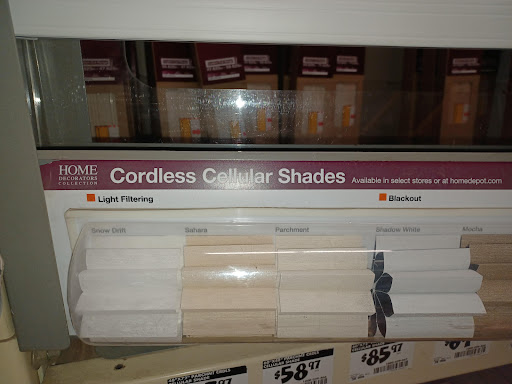 HOME
DECORATORS
COLLECTION
Cordless Cellular Shades
Available in select stores or at homedepot.com
Light Filtering
Blackout
Snow Drift
Sahara
Parchment
Shadow White
Mocha
$58 97
$85 97